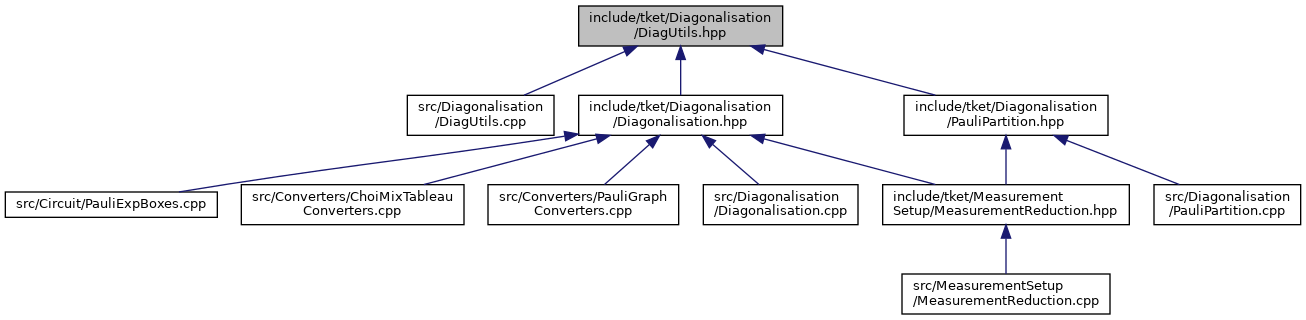 include/tket/Diagonalisation
/DiagUtils.hpp
src/Diagonalisation
/DiagUtils.cpp
include/tket/Diagonalisation
/Diagonalisation.hpp
include/tket/Diagonalisation
/PauliPartition.hpp
src/Circuit/PauliExpBoxes.cpp
src/Converters/ChoiMixTableau
Converters.cpp
src/Converters/PauliGraph
Converters.cpp
src/Diagonalisation
/Diagonalisation.cpp
include/tket/Measurement
Setup/MeasurementReduction.hpp
src/Diagonalisation
/PauliPartition.cpp
src/MeasurementSetup
/MeasurementReduction.cpp